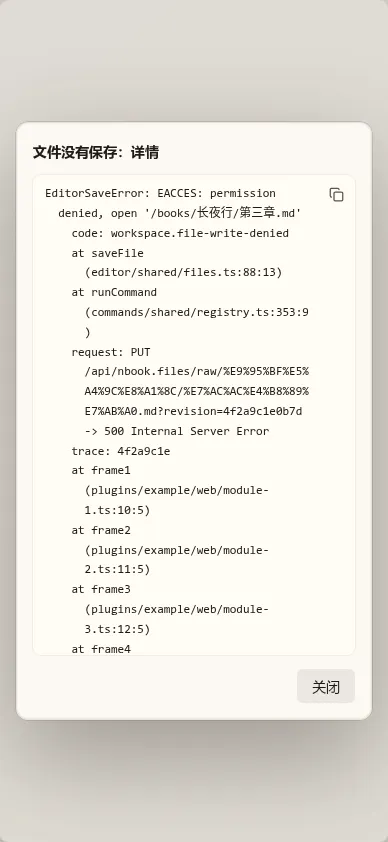 文件没有保存：详情
EditorSaveError: EACCES: permission
denied, open '/books/长夜行/第三章.md'
code: workspace.file-write-denied
at saveFile
(editor/shared/files.ts:88:13)
at runCommand
(commands/shared/registry.ts:353:9
)
request: PUT
/api/nbook.files/raw/%E9%95%BF%E5%
A4%9C%E8%A1%8C/%E7%AC%AC%E4%B8%89%
E7%AB%A0.md?revision=4f2a9c1e0b7d
-> 500 Internal Server Error
trace: 4f2a9c1e
at frame1
(plugins/example/web/module-
1.ts:10:5)
at frame2
(plugins/example/web/module-
2.ts:11:5)
at frame3
(plugins/example/web/module-
3.ts:12:5)
at frame4
关闭